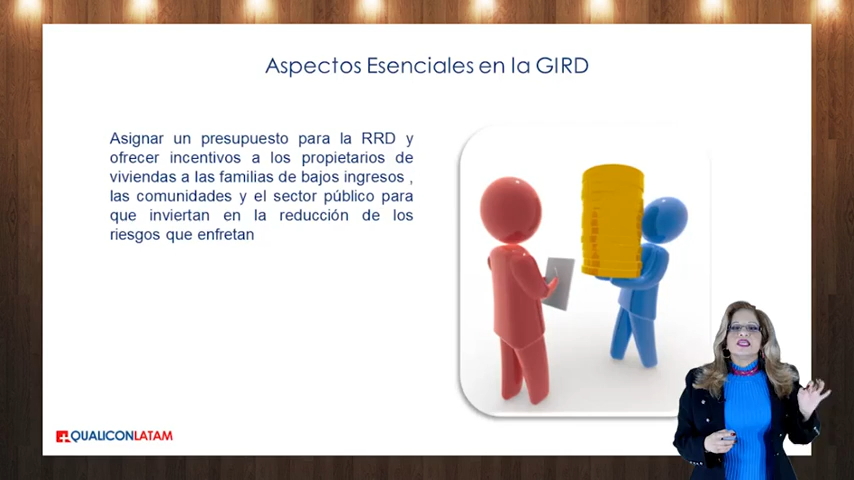 Aspectos Esenciales en la GIRD
Asignar un presupuesto para la RRD y
ofrecer incentivos a los propietarios de
viviendas a las familias de bajos ingresos ,
las comunidades y el sector público para
que inviertan en la reducción de los
riesgos que enfretan
QUALICONLATAM